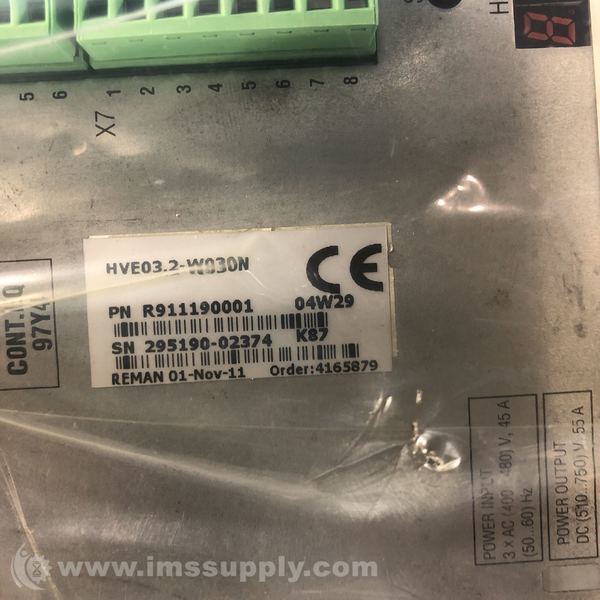 5 6 1 2 3 4 5 6 7 8
X7
H
8
HVE03.2-W030N
CE
PN R911190001 04W29
SN 295190-02374 K87
REMAN 01-Nov-11 Order:4165879
CONT.
97Y4
POWER INPUT
3 x AC (400...480) V, 45 A
(50...60) Hz
POWER OUTPUT
DC (510...750) V, 55 A
www.imssupply.com